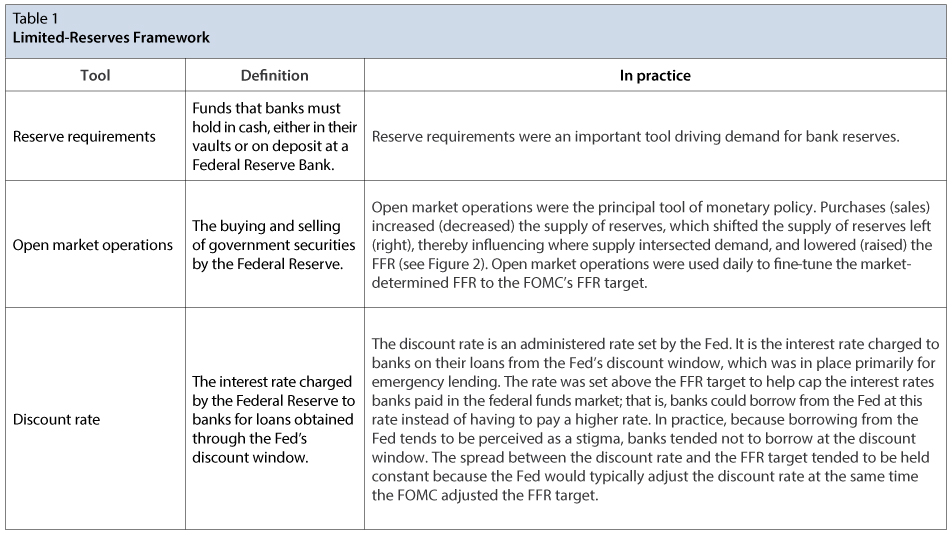 Table 1
Limited-Reserves Framework
Tool
Definition
In practice
Reserve requirements
Funds that banks must
hold in cash, either in their
vaults or on deposit at a
Federal Reserve Bank.
Reserve requirements were an important tool driving demand for bank reserves.
Open market operations
The buying and selling
of government securities
by the Federal Reserve.
Open market operations were the principal tool of monetary policy. Purchases (sales)
increased (decreased) the supply of reserves, which shifted the supply of reserves left
(right), thereby influencing where supply intersected demand, and lowered (raised) the
FFR (see Figure 2). Open market operations were used daily to fine-tune the market-
determined FFR to the FOMC’s FFR target.
Discount rate
The interest rate charged
by the Federal Reserve to
banks for loans obtained
through the Fed’s
discount window.
The discount rate is an administered rate set by the Fed. It is the interest rate charged to
banks on their loans from the Fed’s discount window, which was in place primarily for
emergency lending. The rate was set above the FFR target to help cap the interest rates
banks paid in the federal funds market; that is, banks could borrow from the Fed at this
rate instead of having to pay a higher rate. In practice, because borrowing from the
Fed tends to be perceived as a stigma, banks tended not to borrow at the discount
window. The spread between the discount rate and the FFR target tended to be held
constant because the Fed would typically adjust the discount rate at the same time
the FOMC adjusted the FFR target.